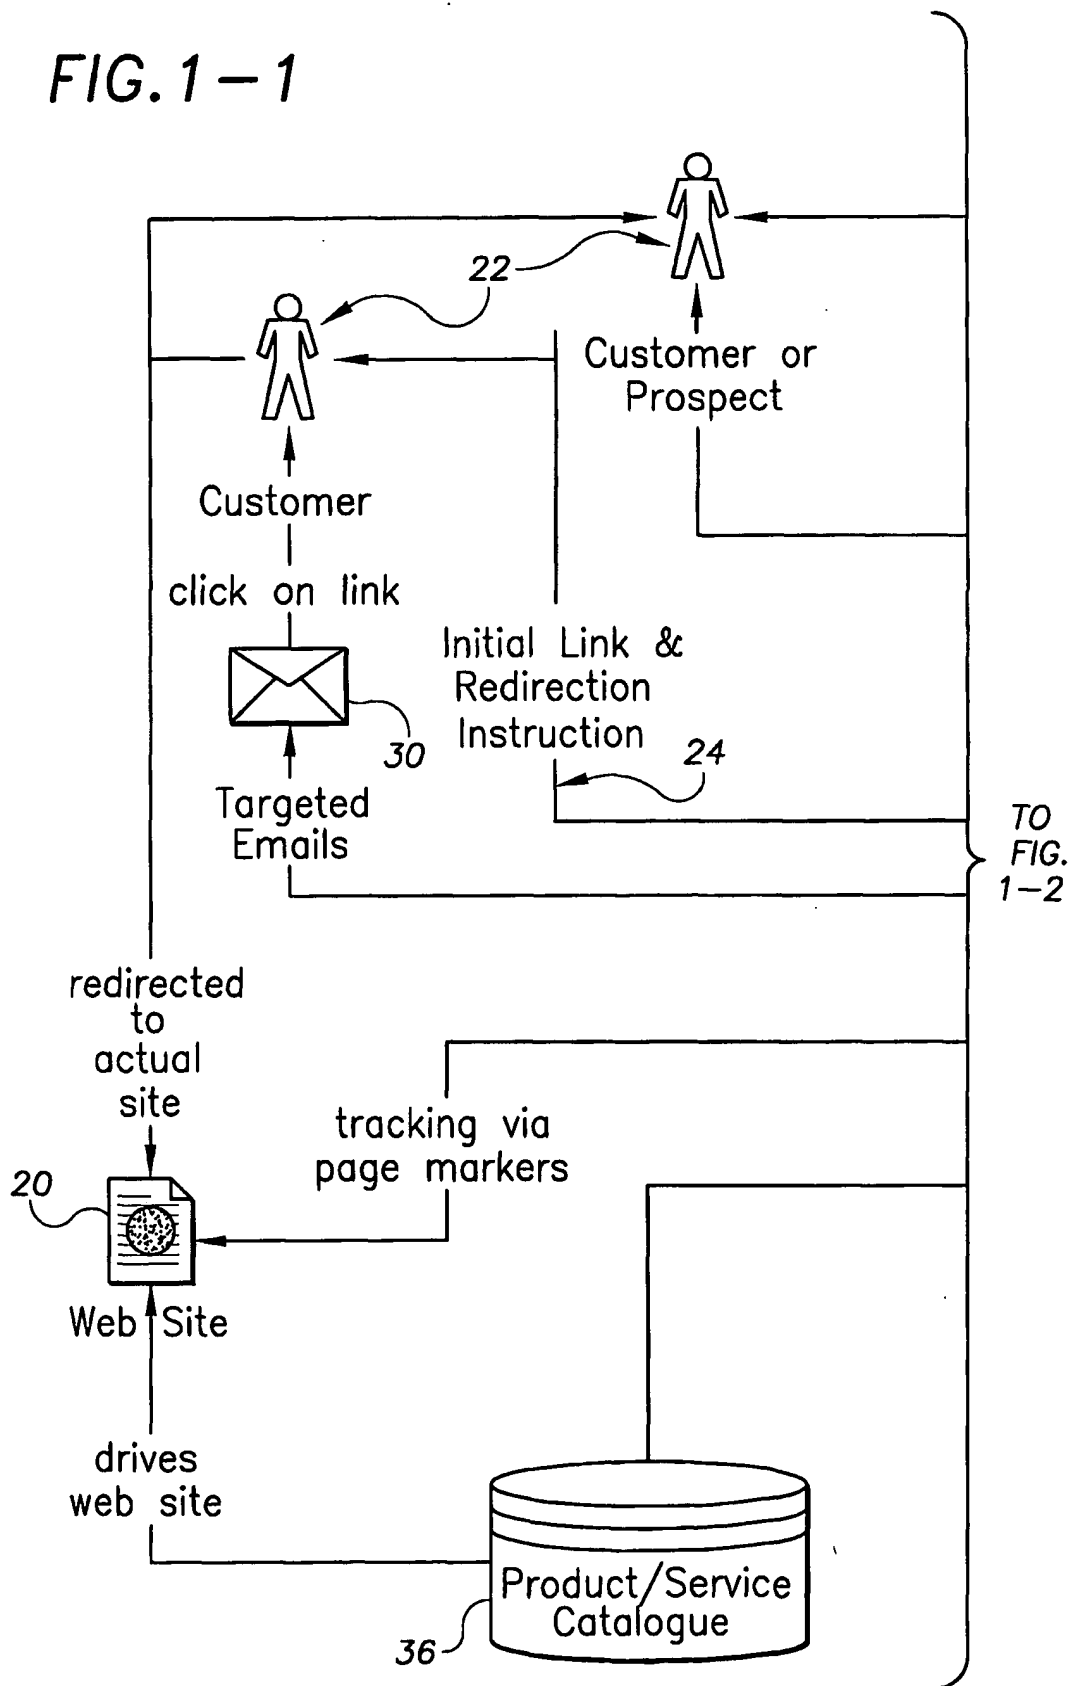 FIG. 1-1
22
Customer or
Prospect
Customer
click on link
Initial Link &
Redirection
Instruction
30
24
Targeted
Emails
TO
FIG.
1-2
redirected
to
actual
site
tracking via
page markers
20
Web Site
drives
web site
Product/Service
Catalogue
36